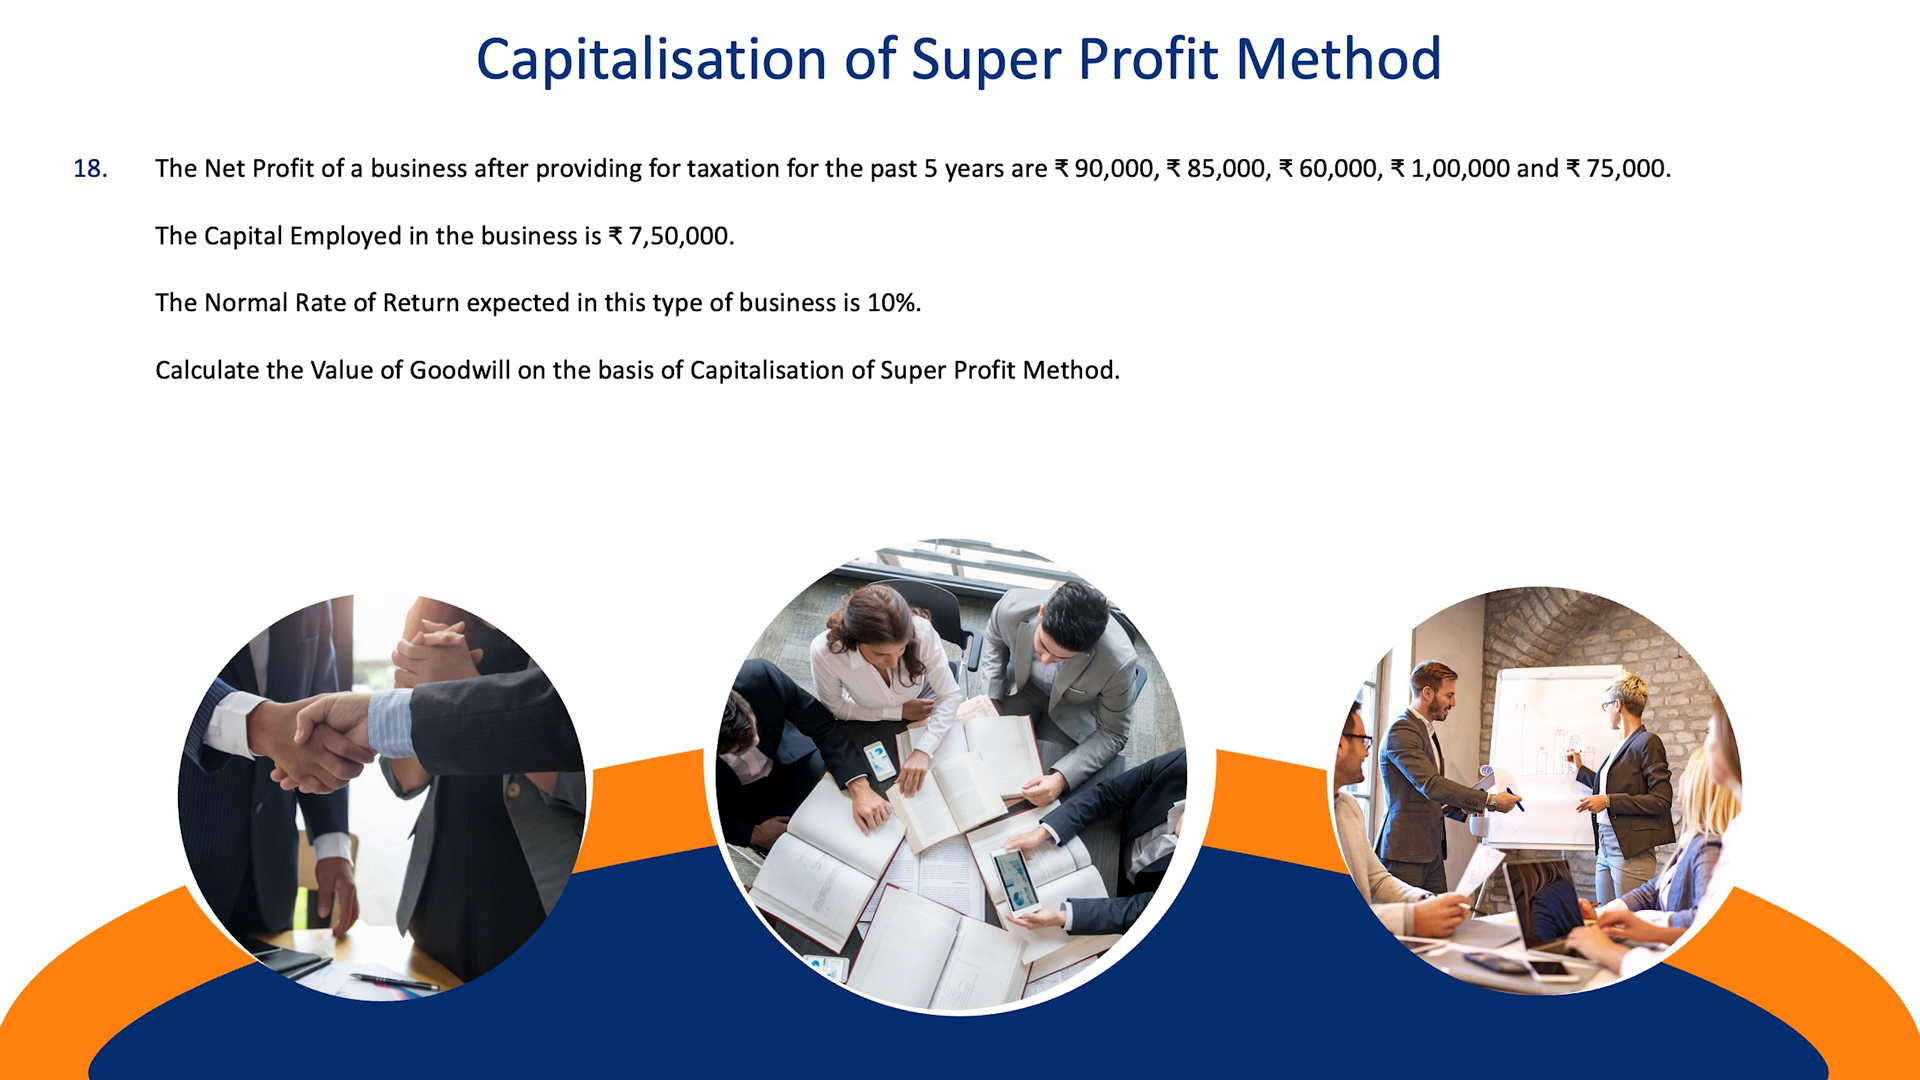 Capitalisation of Super Profit Method
18. The Net Profit of a business after providing for taxation for the past 5 years are ₹ 90,000, ₹ 85,000, ₹ 60,000, ₹ 1,00,000 and ₹ 75,000.
The Capital Employed in the business is ₹ 7,50,000.
The Normal Rate of Return expected in this type of business is 10%.
Calculate the Value of Goodwill on the basis of Capitalisation of Super Profit Method.